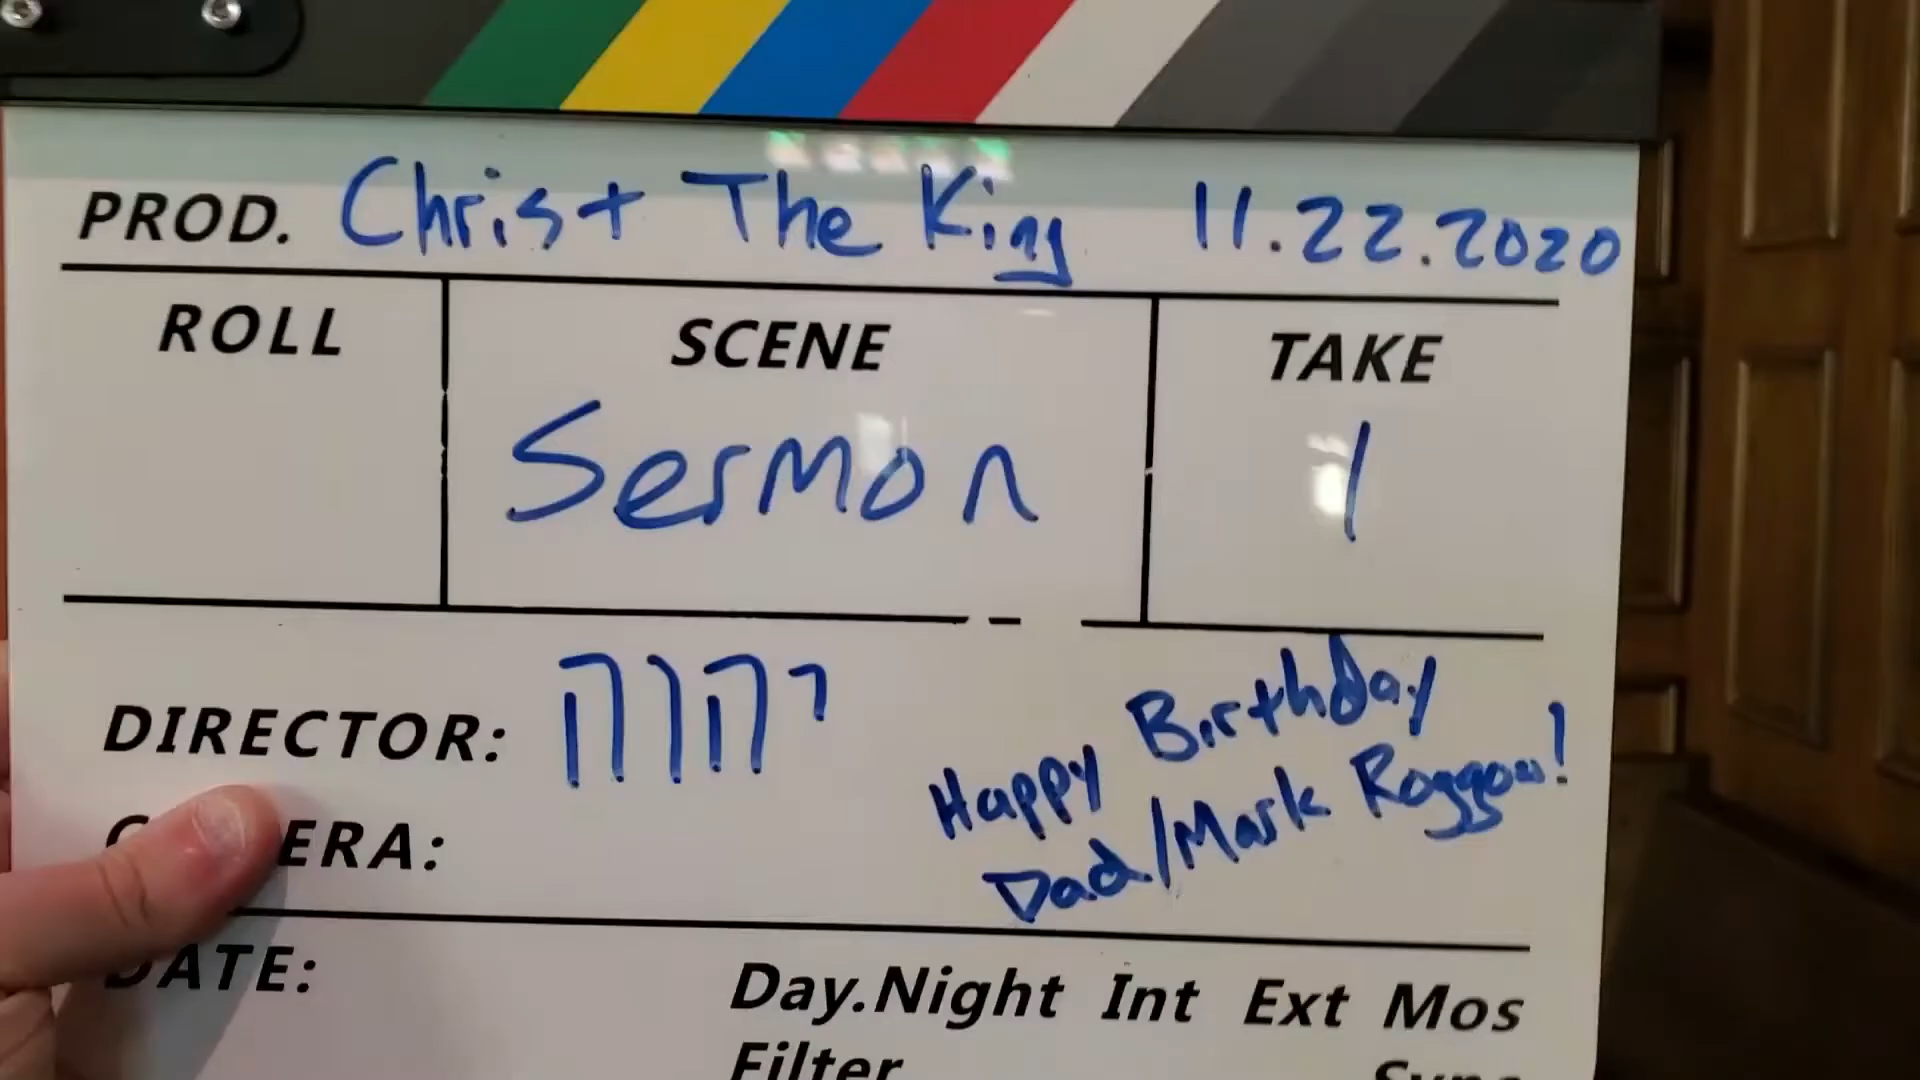 PROD. Christ The King 11.22.2020
ROLL SCENE TAKE
Sermon 1
DIRECTOR: יהוה
Happy Birthday
Dad/Mark Roggow!
ERA:
DATE:
Day.Night Int Ext Mos
Filter